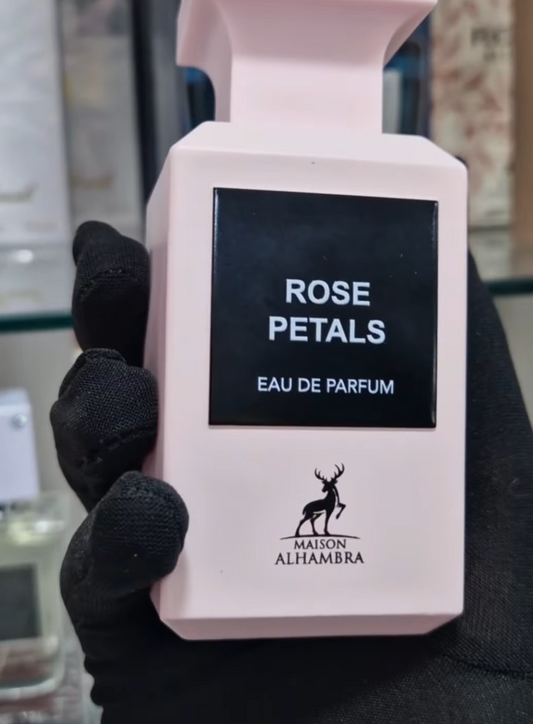 ROSE
PETALS
EAU DE PARFUM
MAISON
ALHAMBRA